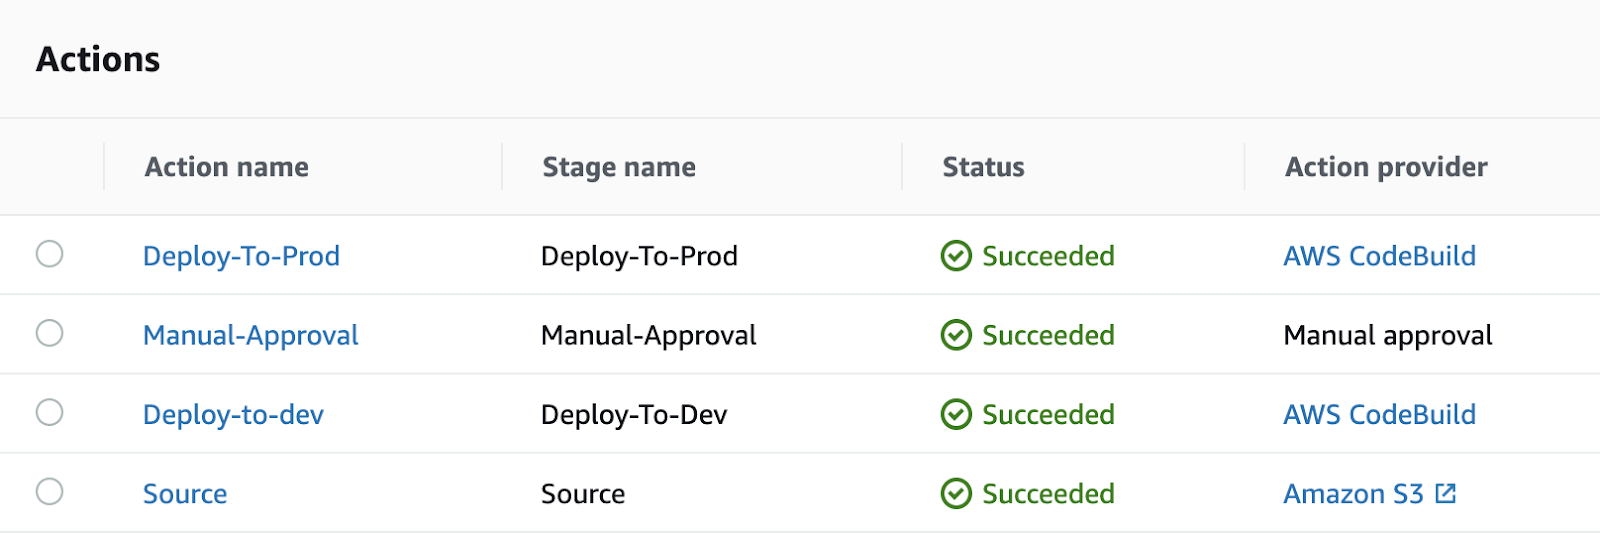 Actions
Action name Stage name Status Action provider
Deploy-To-Prod Deploy-To-Prod Succeeded AWS CodeBuild
Manual-Approval Manual-Approval Succeeded Manual approval
Deploy-to-dev Deploy-To-Dev Succeeded AWS CodeBuild
Source Source Succeeded Amazon S3